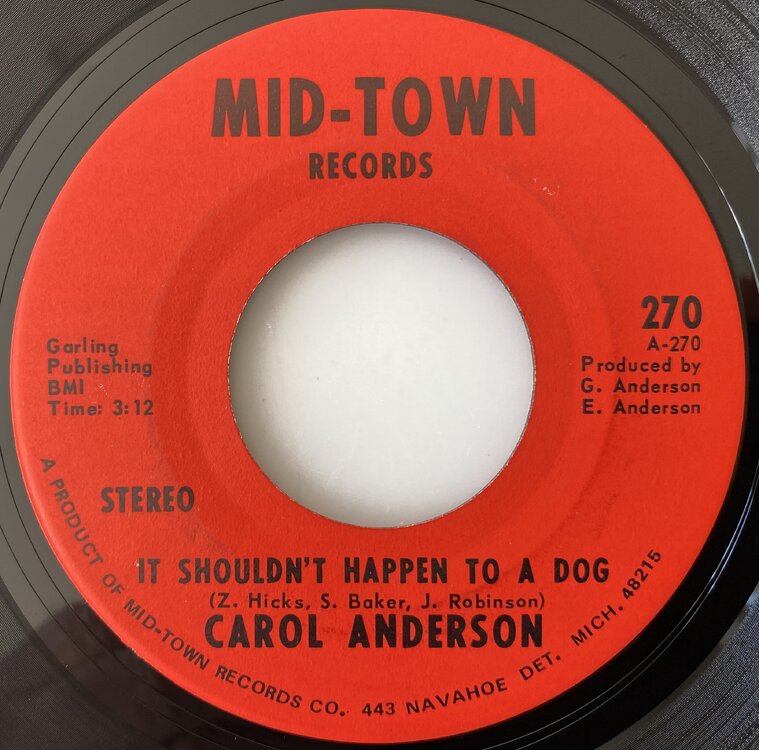 MID-TOWN
RECORDS
270
A-270
Produced by
G. Anderson
E. Anderson
Garling
Publishing
BMI
Time: 3:12
STEREO
IT SHOULDN'T HAPPEN TO A DOG
(Z. Hicks, S. Baker, J. Robinson)
CAROL ANDERSON
A PRODUCT OF MID-TOWN RECORDS CO. 443 NAVAHOE DET. MICH. 48215